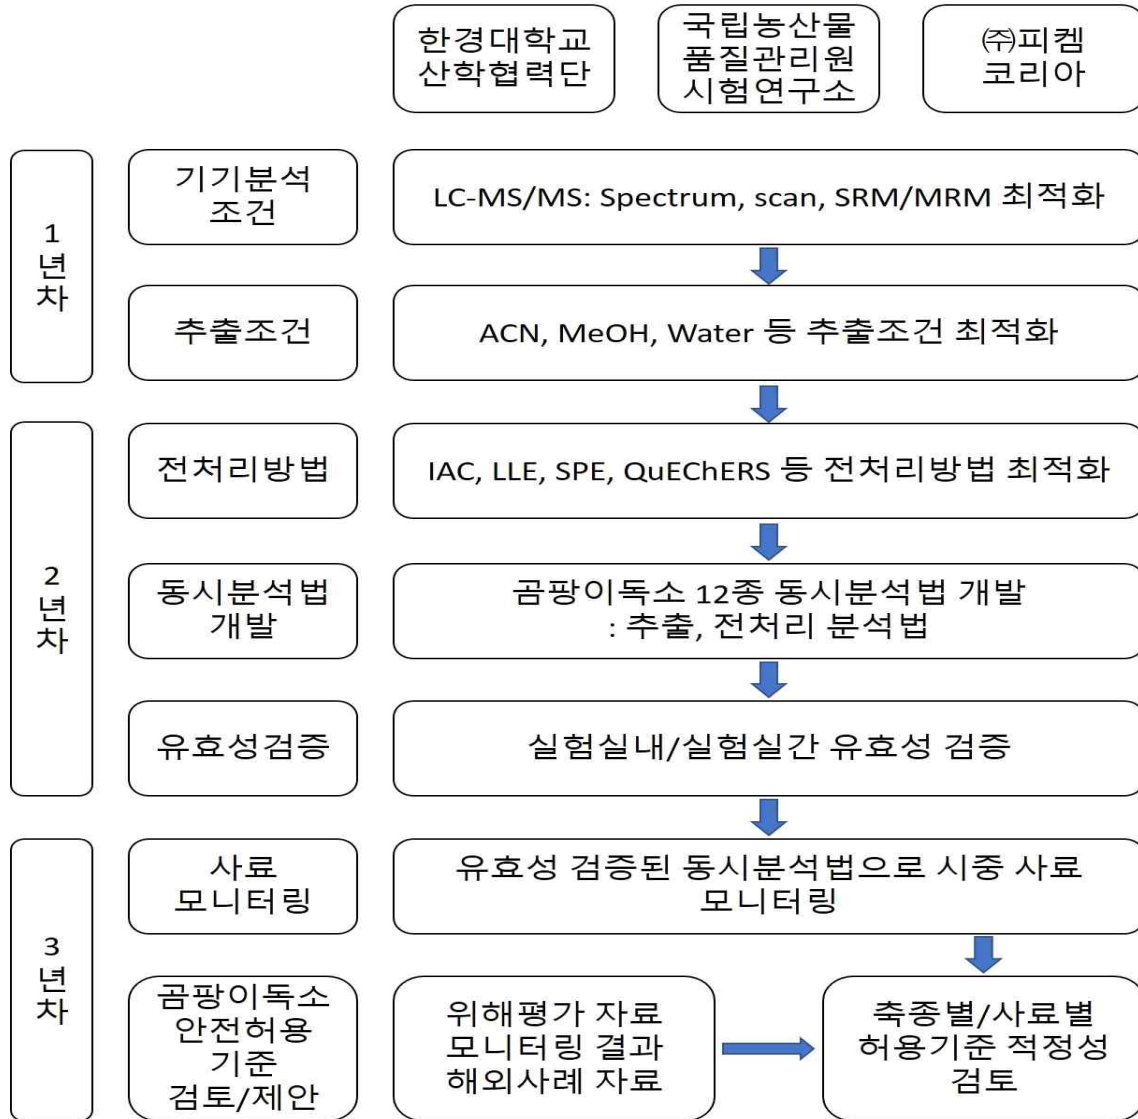 한경대학교
산학협력단
국립농산물
품질관리원
시험연구소
㈜피켐
코리아
1
년
차
기기분석
조건
LC-MS/MS: Spectrum, scan, SRM/MRM 최적화
추출조건
ACN, MeOH, Water 등 추출조건 최적화
2
년
차
전처리방법
IAC, LLE, SPE, QuEChERS 등 전처리방법 최적화
동시분석법
개발
곰팡이독소 12종 동시분석법 개발
: 추출, 전처리 분석법
유효성검증
실험실내/실험실간 유효성 검증
3
년
차
사료
모니터링
유효성 검증된 동시분석법으로 시중 사료
모니터링
곰팡이독소
안전허용
기준
검토/제안
위해평가 자료
모니터링 결과
해외사례 자료
축종별/사료별
허용기준 적정성
검토